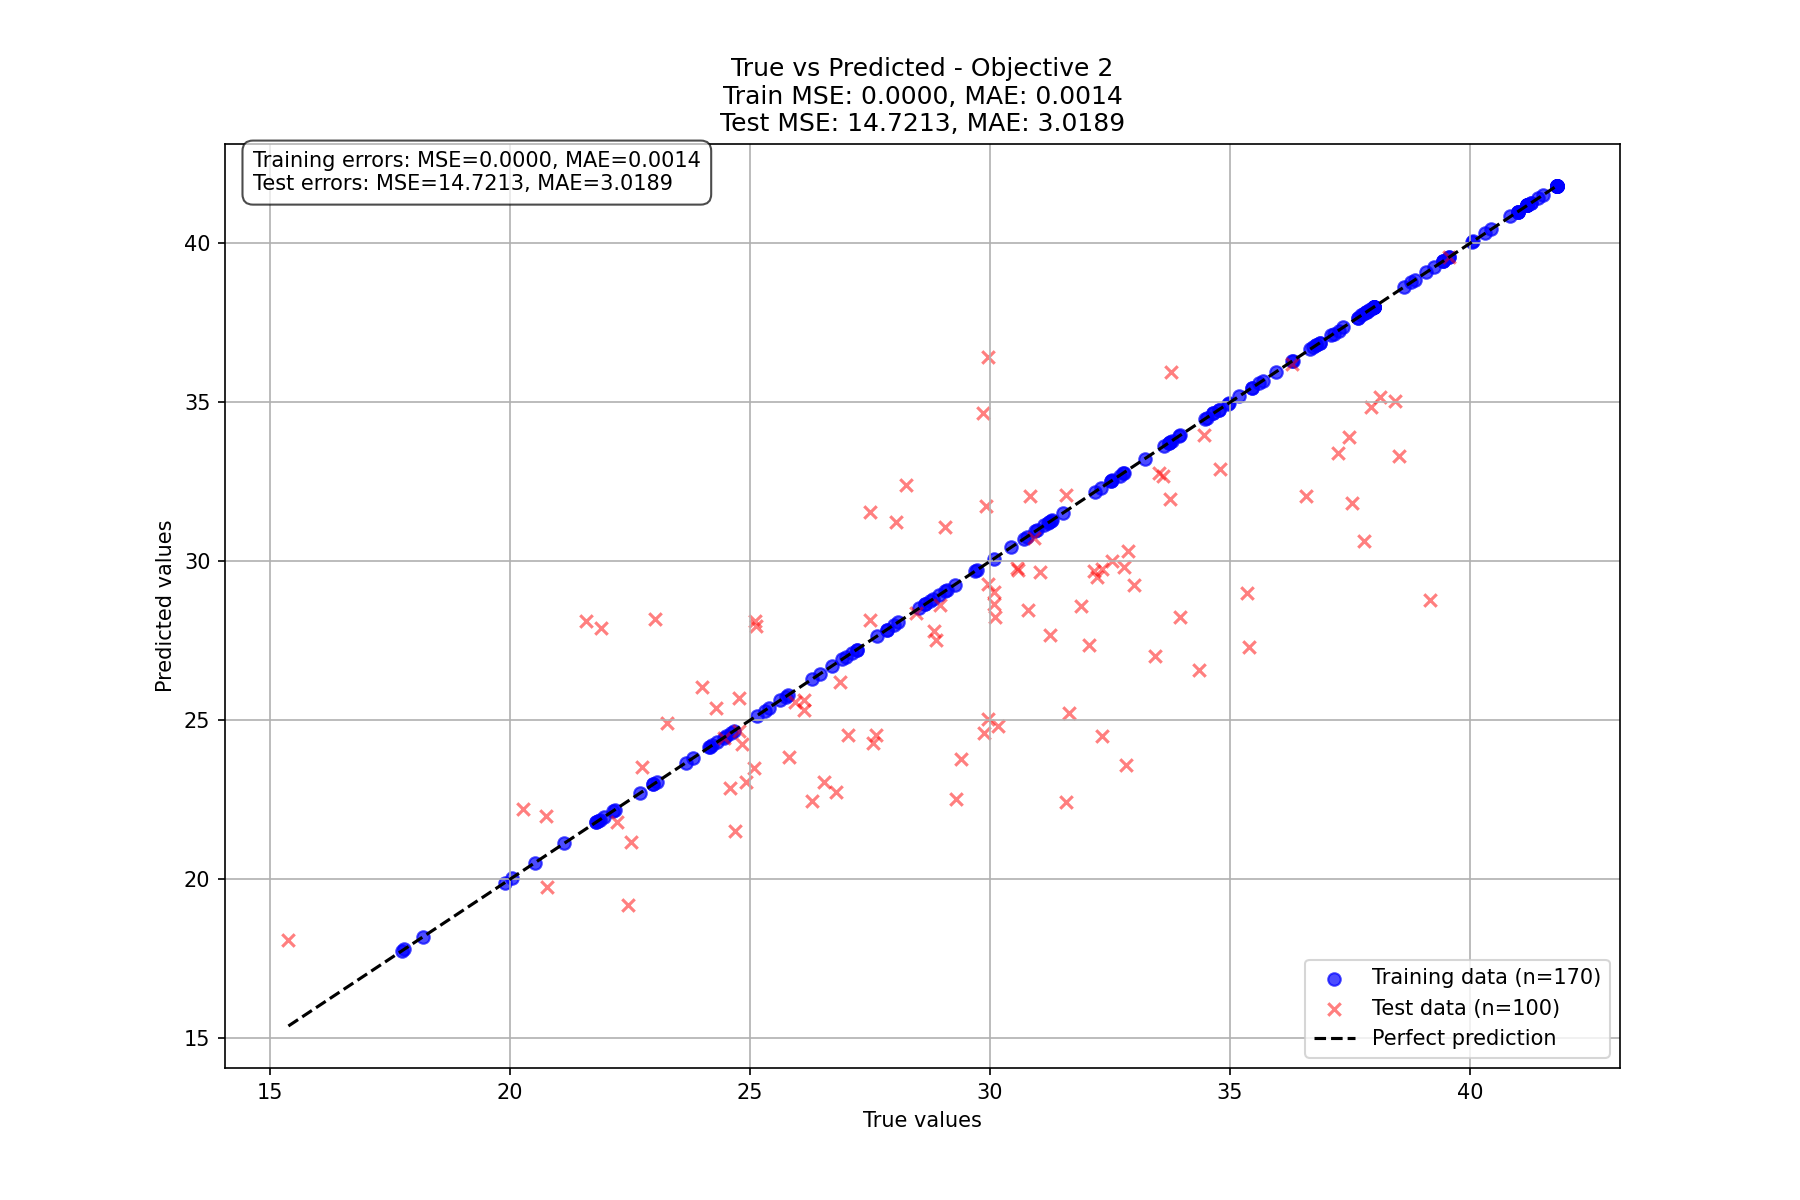 True vs Predicted - Objective 2
Train MSE: 0.0000, MAE: 0.0014
Test MSE: 14.7213, MAE: 3.0189
Training errors: MSE=0.0000, MAE=0.0014
Test errors: MSE=14.7213, MAE=3.0189
40
35
30
25
20
15
Predicted values
Training data (n=170)
Test data (n=100)
Perfect prediction
15
20
25
30
35
40
True values